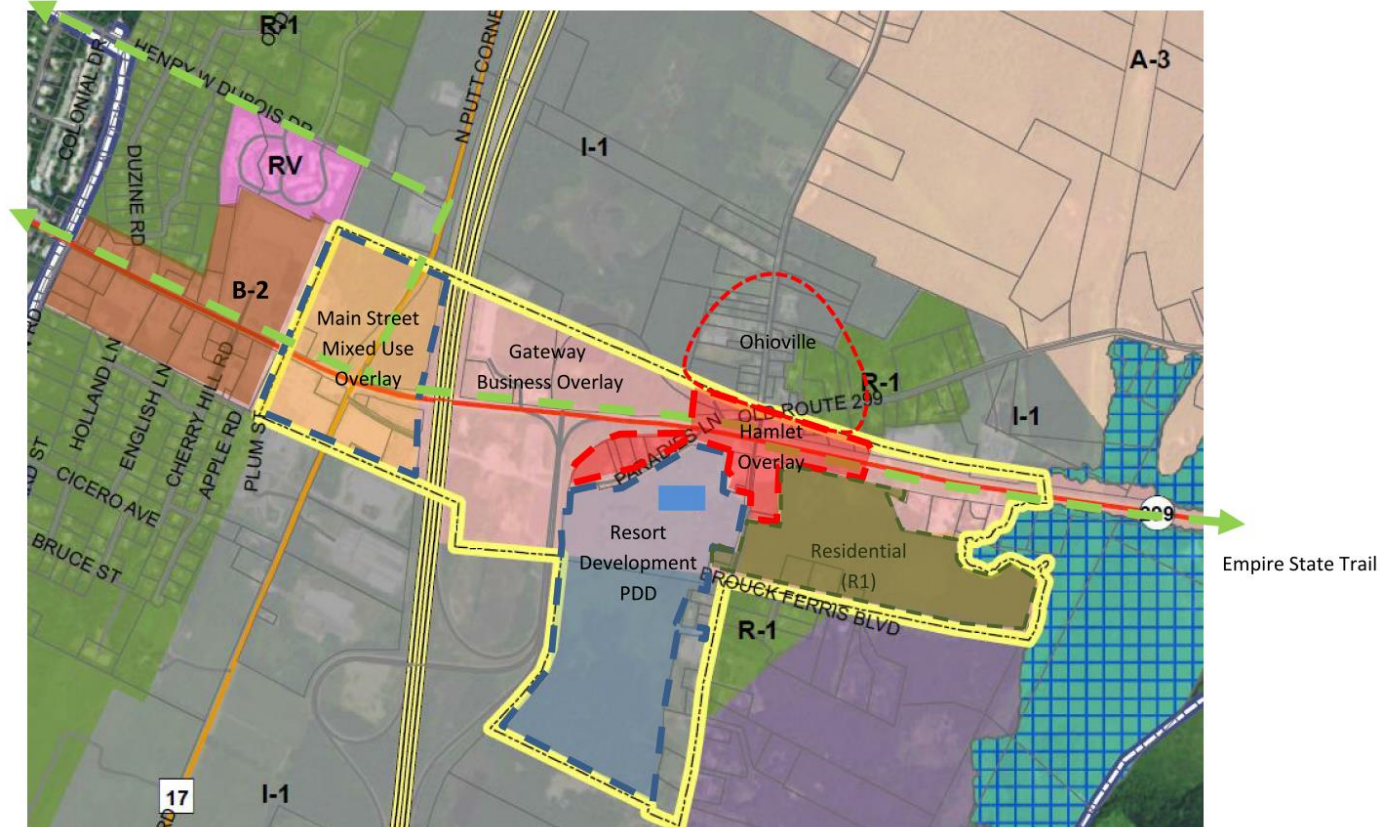 R-1
HENRY W DUBOIS DR
COLONIAL DR
DUZINE RD
RV
N PUTT CORNE
I-1
A-3
B-2
Main Street
Mixed Use
Overlay
Gateway
Business Overlay
Ohioville
R-1
OLD ROUTE 299
I-1
PARADIES LN
Hamlet
Overlay
HOLLAND LN
ENGLISH LN
CHERRY HILL RD
APPLE RD
PLUM ST
CICERO AVE
BRUCE ST
299
Empire State Trail
Resort
Development
PDD
Residential
(R1)
BROUCK FERRIS BLVD
R-1
17
I-1
RD